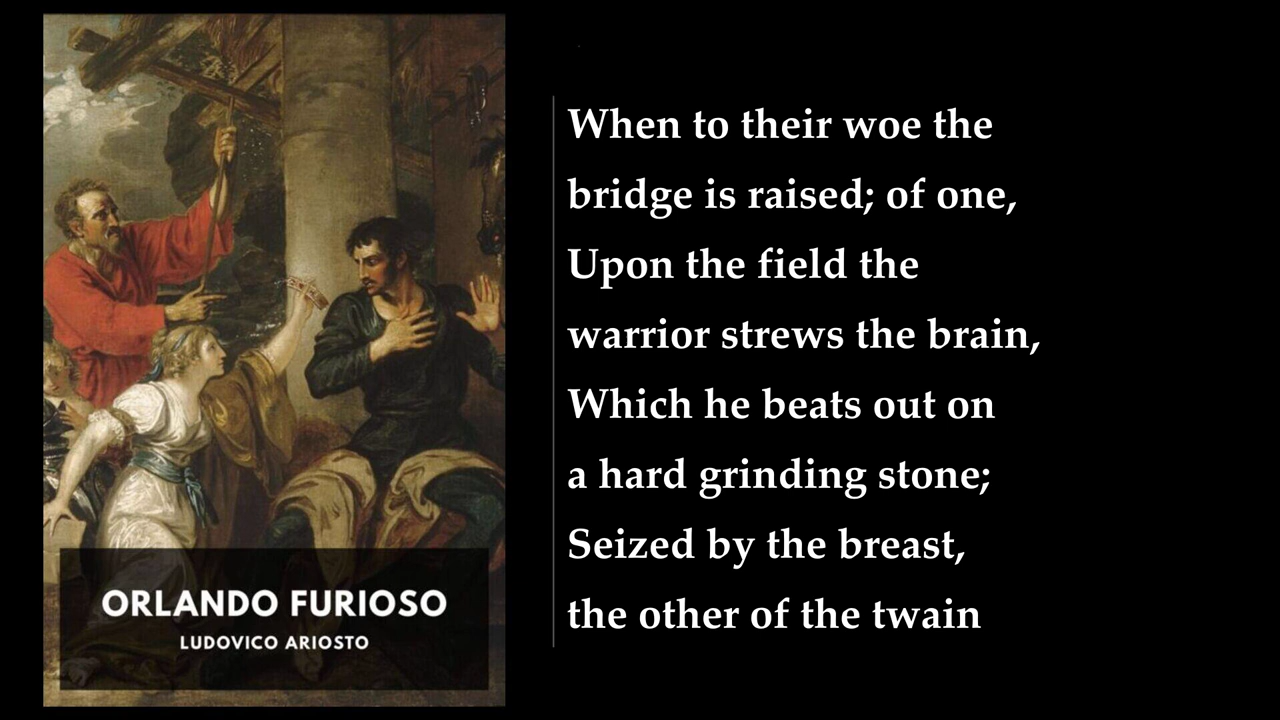 ORLANDO FURIOSO
LUDOVICO ARIOSTO
When to their woe the
bridge is raised; of one,
Upon the field the
warrior strews the brain,
Which he beats out on
a hard grinding stone;
Seized by the breast,
the other of the twain